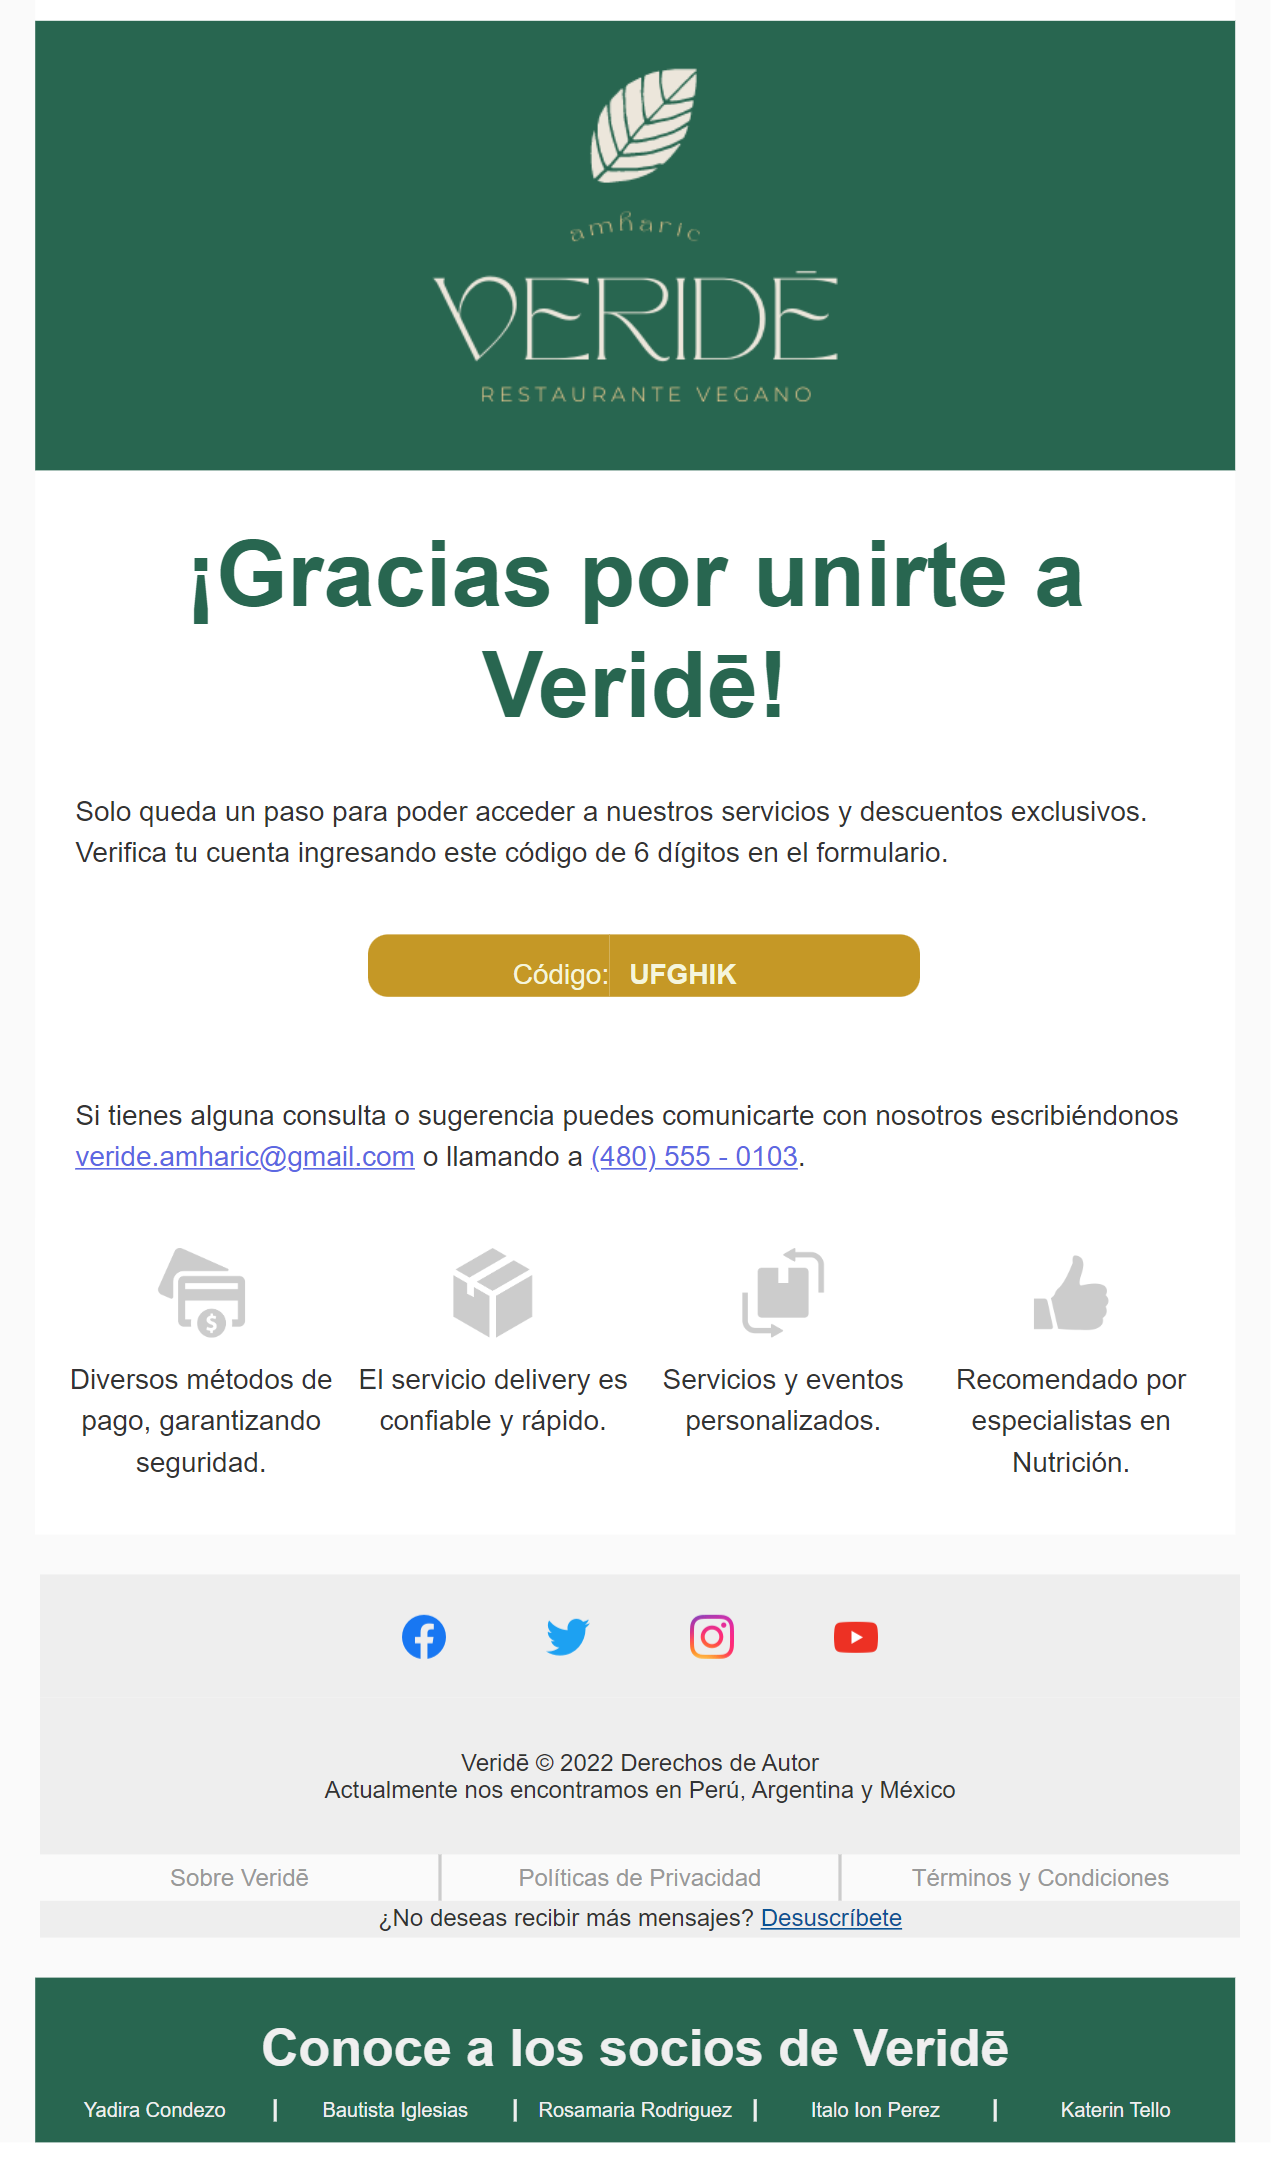 amharic
VERIDĒ
RESTAURANTE VEGANO
¡Gracias por unirte a
Veridē!
Solo queda un paso para poder acceder a nuestros servicios y descuentos exclusivos.
Verifica tu cuenta ingresando este código de 6 dígitos en el formulario.
Código: UFGHIK
Si tienes alguna consulta o sugerencia puedes comunicarte con nosotros escribiéndonos
veride.amharic@gmail.com o llamando a (480) 555 - 0103.
Diversos métodos de
pago, garantizando
seguridad.
El servicio delivery es
confiable y rápido.
Servicios y eventos
personalizados.
Recomendado por
especialistas en
Nutrición.
Veridē © 2022 Derechos de Autor
Actualmente nos encontramos en Perú, Argentina y México
Sobre Veridē | Políticas de Privacidad | Términos y Condiciones
¿No deseas recibir más mensajes? Desuscríbete
Conoce a los socios de Veridē
Yadira Condezo | Bautista Iglesias | Rosamaria Rodriguez | Italo Ion Perez | Katerin Tello